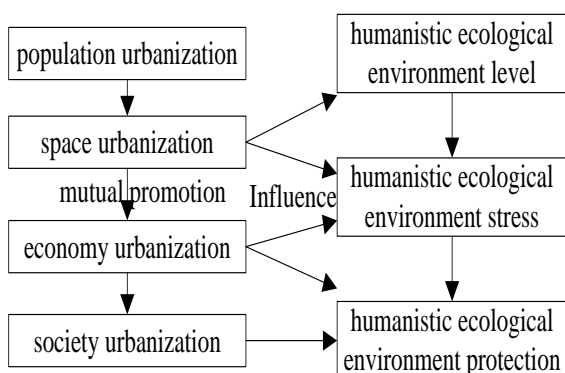 population urbanization
space urbanization
mutual promotion
economy urbanization
society urbanization
Influence
humanistic ecological
environment level
humanistic ecological
environment stress
humanistic ecological
environment protection